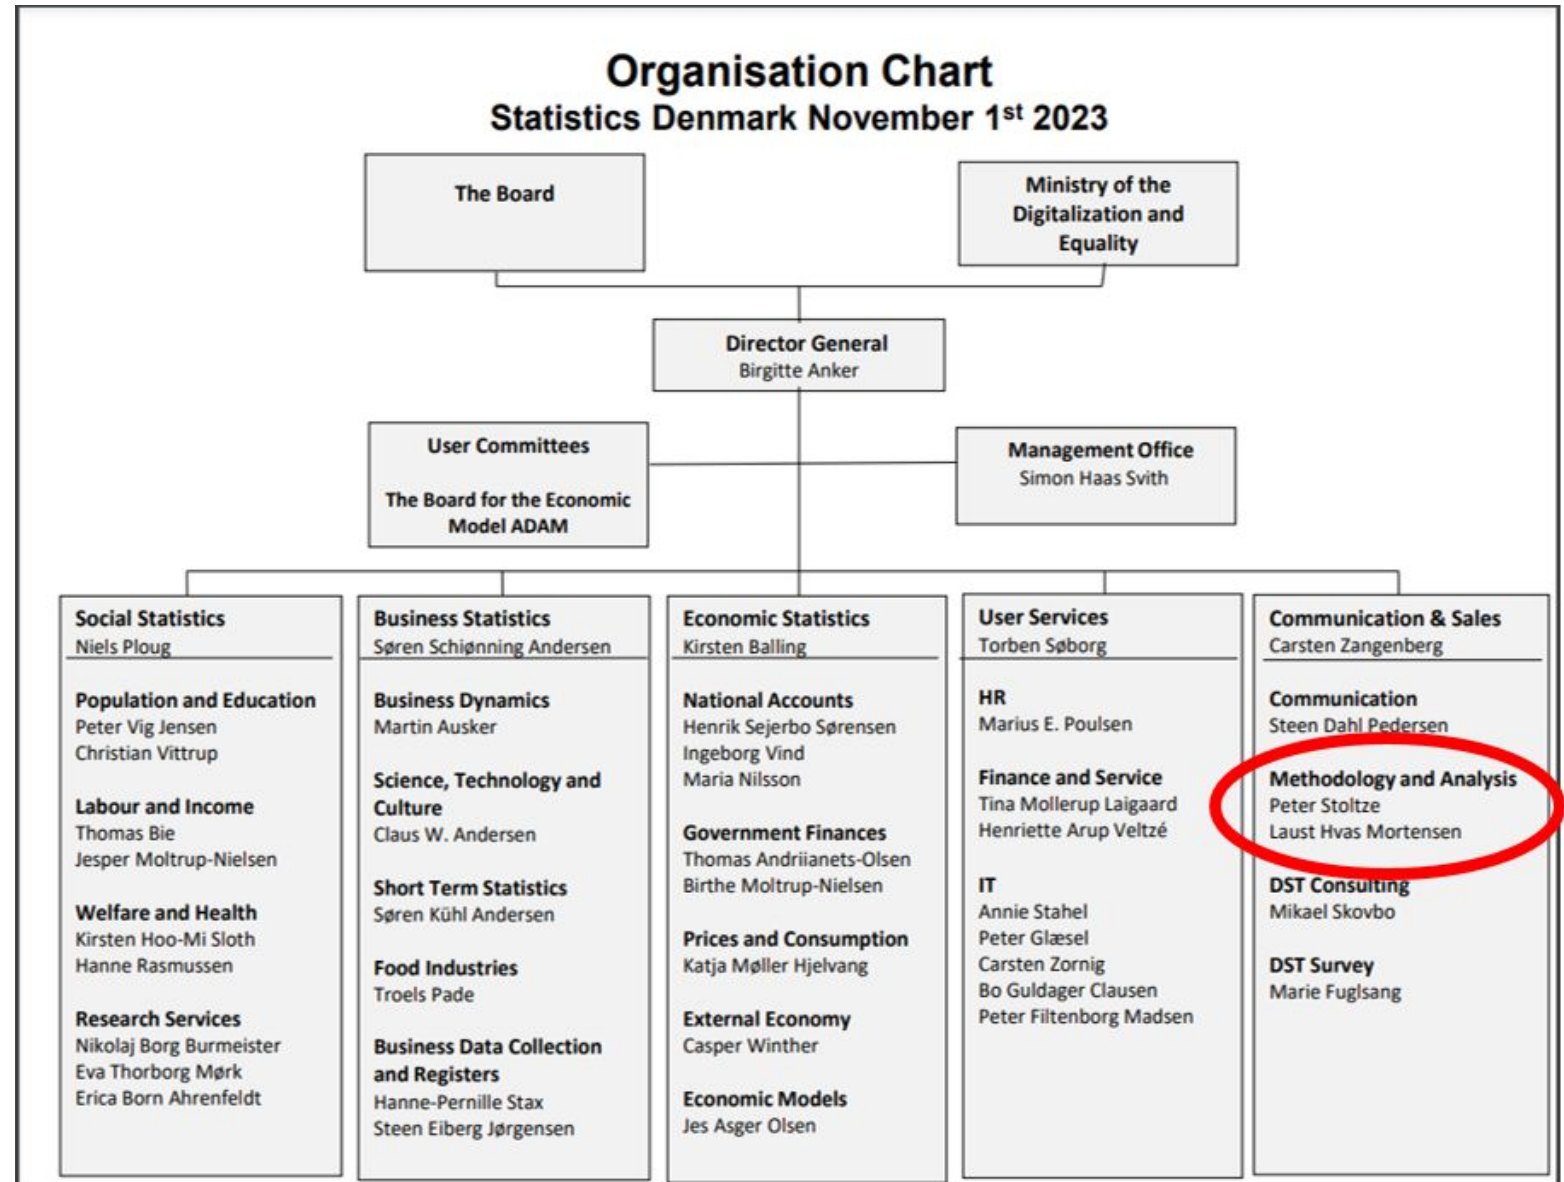 Organisation Chart
Statistics Denmark November 1st 2023
The Board
Ministry of the
Digitalization and
Equality
Director General
Birgitte Anker
User Committees
The Board for the Economic
Model ADAM
Management Office
Simon Haas Svith
Social Statistics
Niels Ploug
Population and Education
Peter Vig Jensen
Christian Vittrup
Labour and Income
Thomas Bie
Jesper Moltrup-Nielsen
Welfare and Health
Kirsten Hoo-Mi Sloth
Hanne Rasmussen
Research Services
Nikolaj Borg Burmeister
Eva Thorborg Mørk
Erica Born Ahrenfeldt
Business Statistics
Søren Schiønning Andersen
Business Dynamics
Martin Ausker
Science, Technology and
Culture
Claus W. Andersen
Short Term Statistics
Søren Kühl Andersen
Food Industries
Troels Pade
Business Data Collection
and Registers
Hanne-Pernille Stax
Steen Eiberg Jørgensen
Economic Statistics
Kirsten Balling
National Accounts
Henrik Sejerbo Sørensen
Ingeborg Vind
Maria Nilsson
Government Finances
Thomas Andriianets-Olsen
Birthe Moltrup-Nielsen
Prices and Consumption
Katja Møller Hjelvang
External Economy
Casper Winther
Economic Models
Jes Asger Olsen
User Services
Torben Søborg
HR
Marius E. Poulsen
Finance and Service
Tina Mollerup Laigaard
Henriette Arup Veltzé
IT
Annie Stahel
Peter Glæsel
Carsten Zornig
Bo Guldager Clausen
Peter Filtenborg Madsen
Communication & Sales
Carsten Zangenberg
Communication
Steen Dahl Pedersen
Methodology and Analysis
Peter Stoltze
Laust Hvas Mortensen
DST Consulting
Mikael Skovbo
DST Survey
Marie Fuglsang